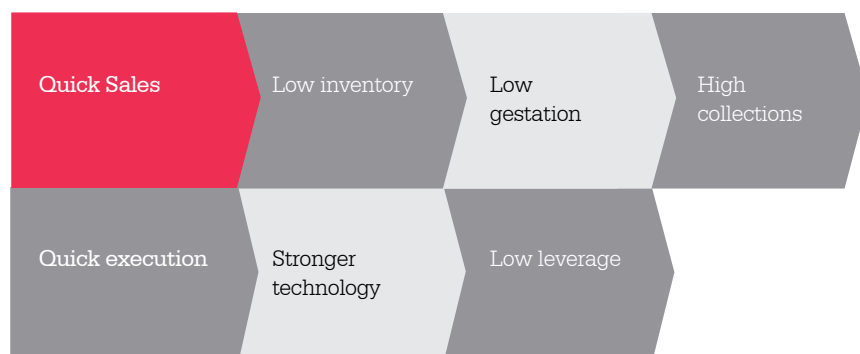 Quick Sales
Low inventory
Low
gestation
High
collections
Quick execution
Stronger
technology
Low leverage